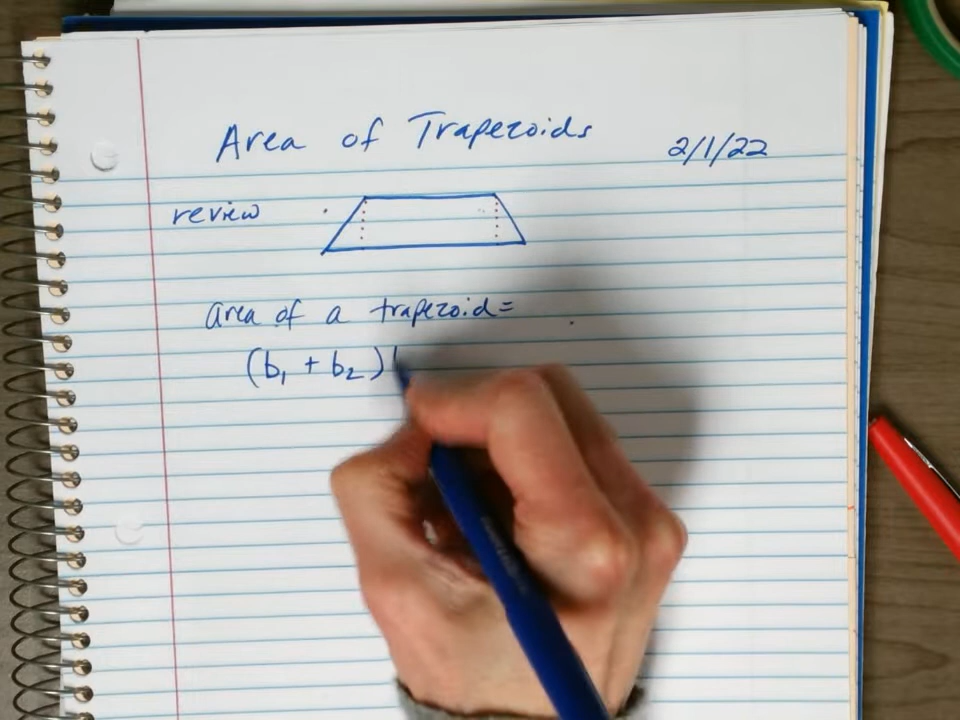 Area of Trapezoids
2/1/22
review
area of a trapezoid=
(b₁ + b₂)